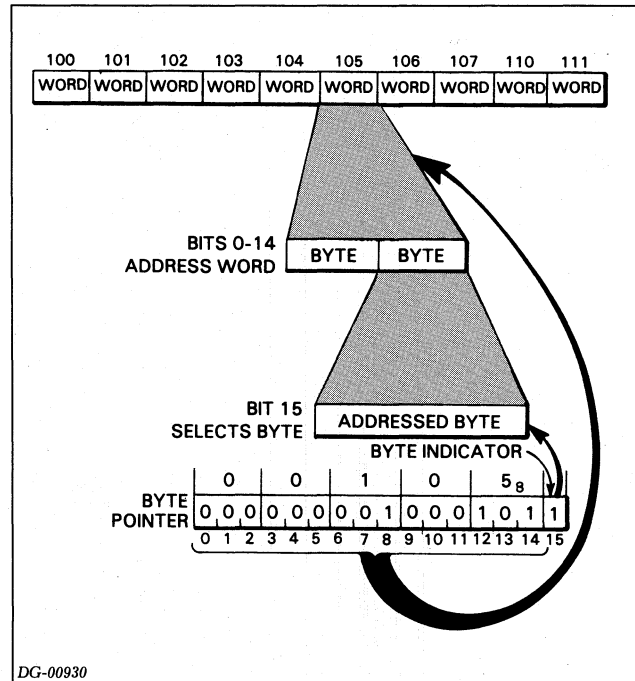 100 101 102 103 104 105 106 107 110 111
WORD WORD WORD WORD WORD WORD WORD WORD WORD WORD
BITS 0-14
ADDRESS WORD
BYTE BYTE
BIT 15
SELECTS BYTE
ADDRESSED BYTE
BYTE INDICATOR
0 0 1 0 5₈
BYTE
POINTER
0 0 0 0 0 0 0 0 1 0 0 0 1 0 1 1
0 1 2 3 4 5 6 7 8 9 10 11 12 13 14 15
DG-00930